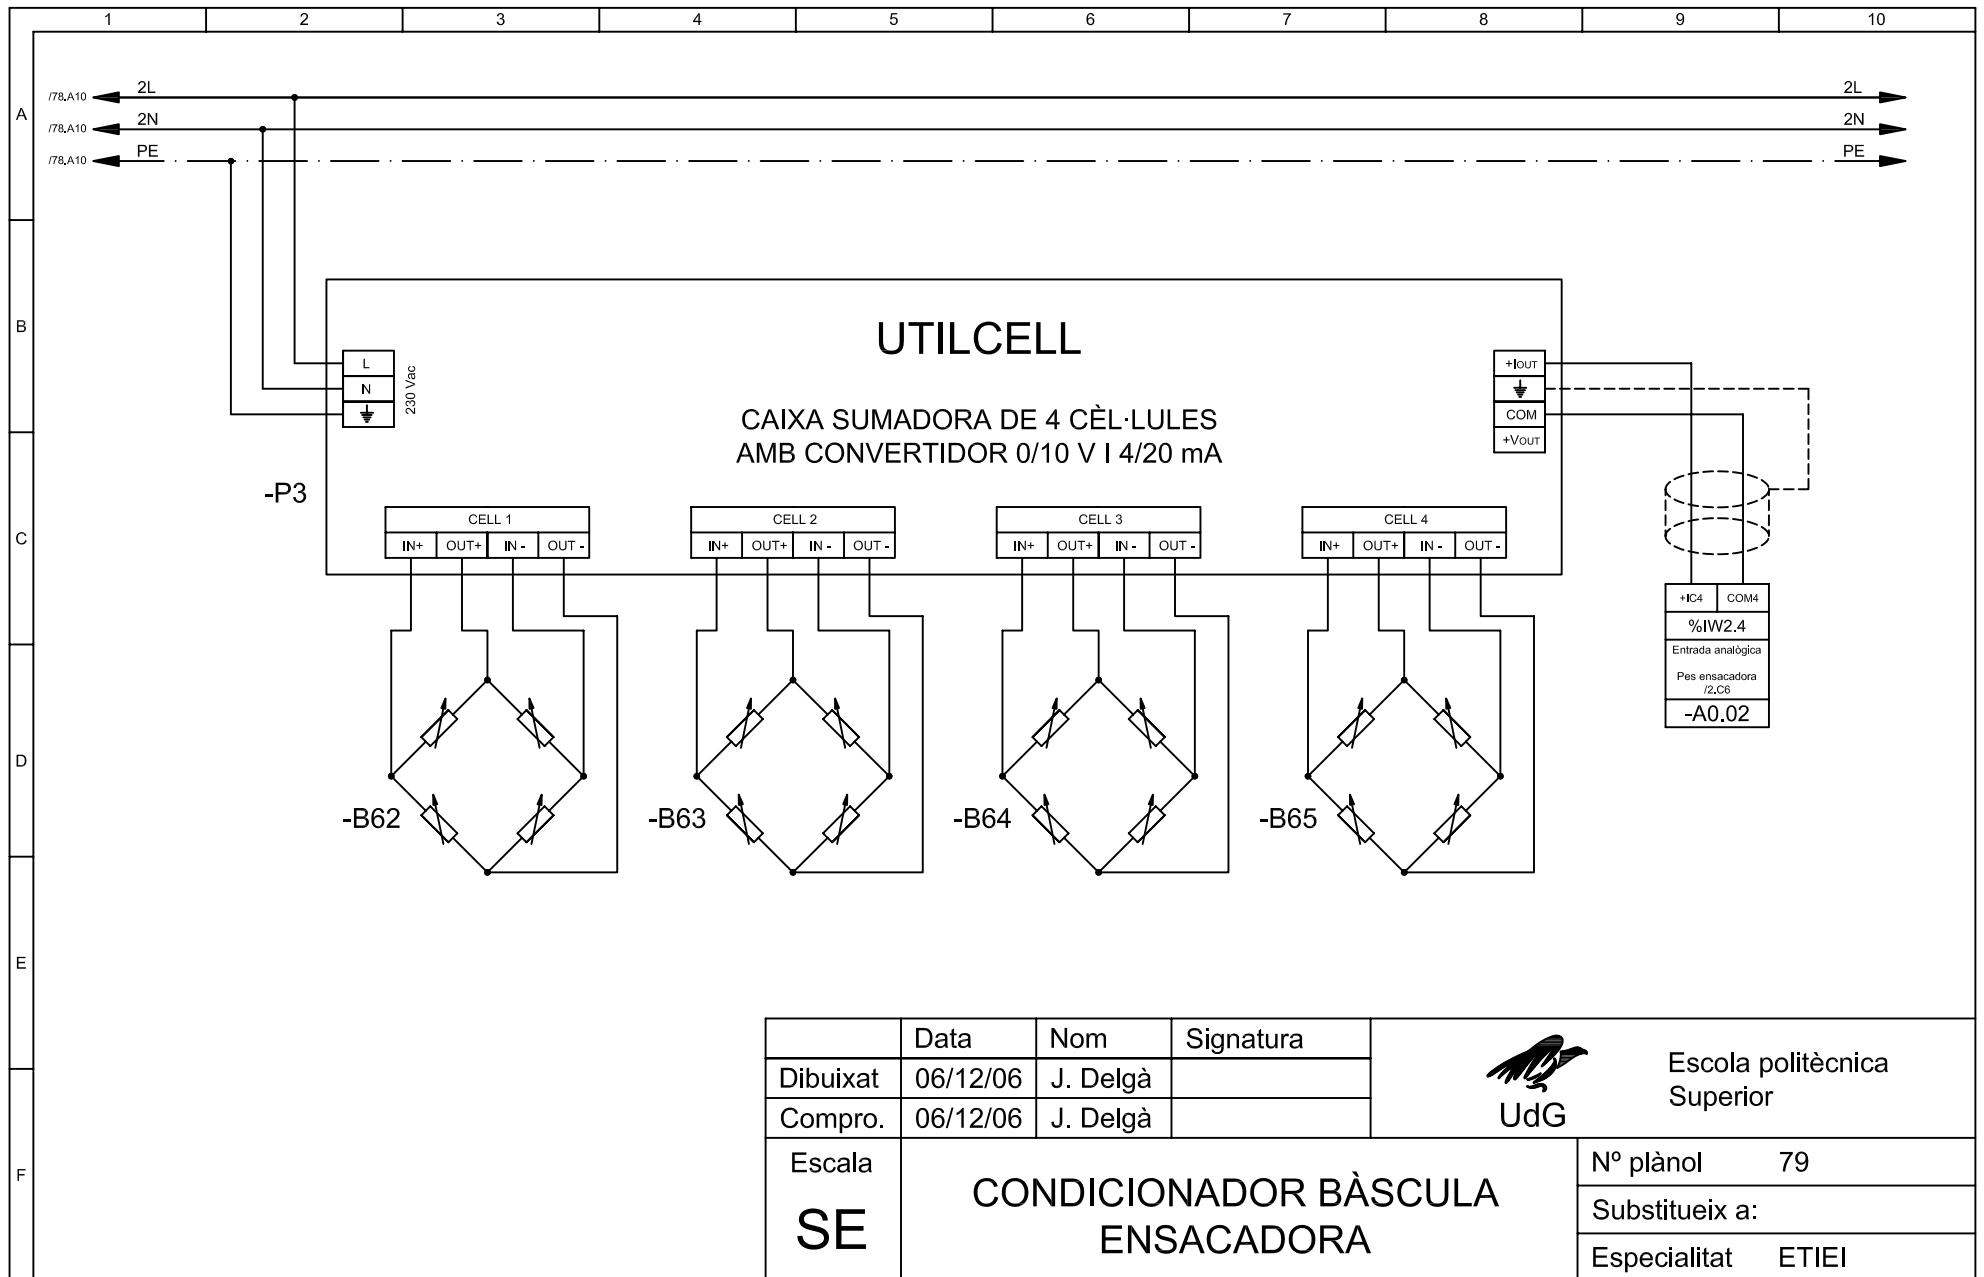 1 2 3 4 5 6 7 8 9 10
A
/78.A10 2L 2L
/78.A10 2N 2N
/78.A10 PE PE
B
UTILCELL
L
N
230 Vac
+IOUT
COM
+VOUT
CAIXA SUMADORA DE 4 CÈL·LULES
AMB CONVERTIDOR 0/10 V I 4/20 mA
-P3
C
CELL 1 CELL 2 CELL 3 CELL 4
IN+ OUT+ IN - OUT - IN+ OUT+ IN - OUT - IN+ OUT+ IN - OUT - IN+ OUT+ IN - OUT -
+IC4 COM4
%IW2.4
Entrada analògica
Pes ensacadora
/2.C6
-A0.02
D
-B62 -B63 -B64 -B65
E
Data Nom Signatura
Dibuixat 06/12/06 J. Delgà
Compro. 06/12/06 J. Delgà
UdG
Escola politècnica
Superior
F
Escala
SE
CONDICIONADOR BÀSCULA
ENSACADORA
Nº plànol 79
Substitueix a:
Especialitat ETIEI